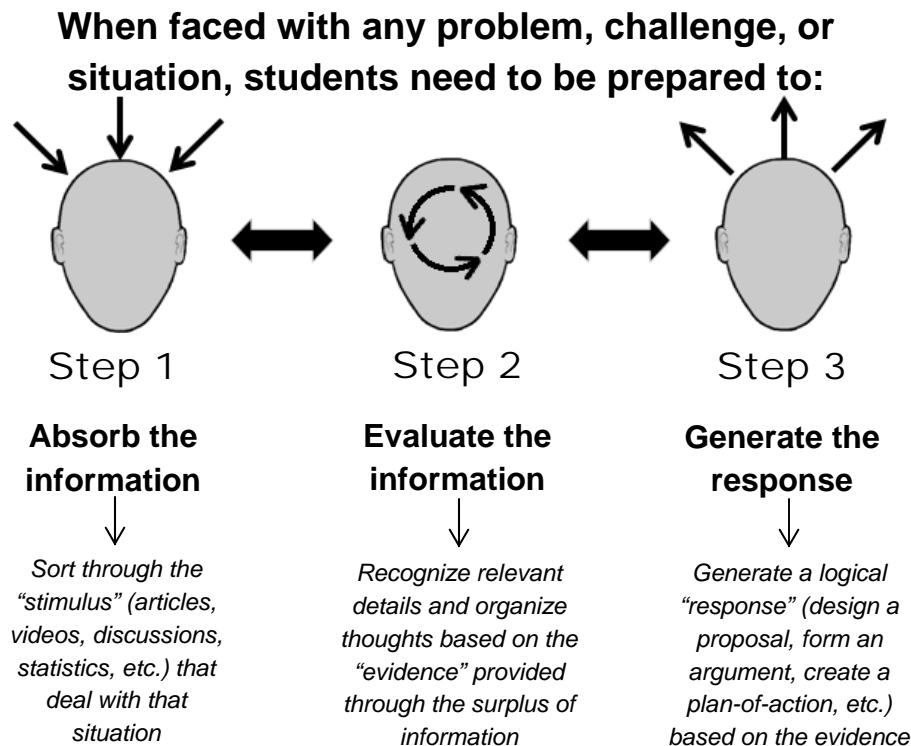 When faced with any problem, challenge, or
situation, students need to be prepared to:
Step 1
Absorb the
information
Sort through the
“stimulus” (articles,
videos, discussions,
statistics, etc.) that
deal with that
situation
Step 2
Evaluate the
information
Recognize relevant
details and organize
thoughts based on the
“evidence” provided
through the surplus of
information
Step 3
Generate the
response
Generate a logical
“response” (design a
proposal, form an
argument, create a
plan-of-action, etc.)
based on the evidence